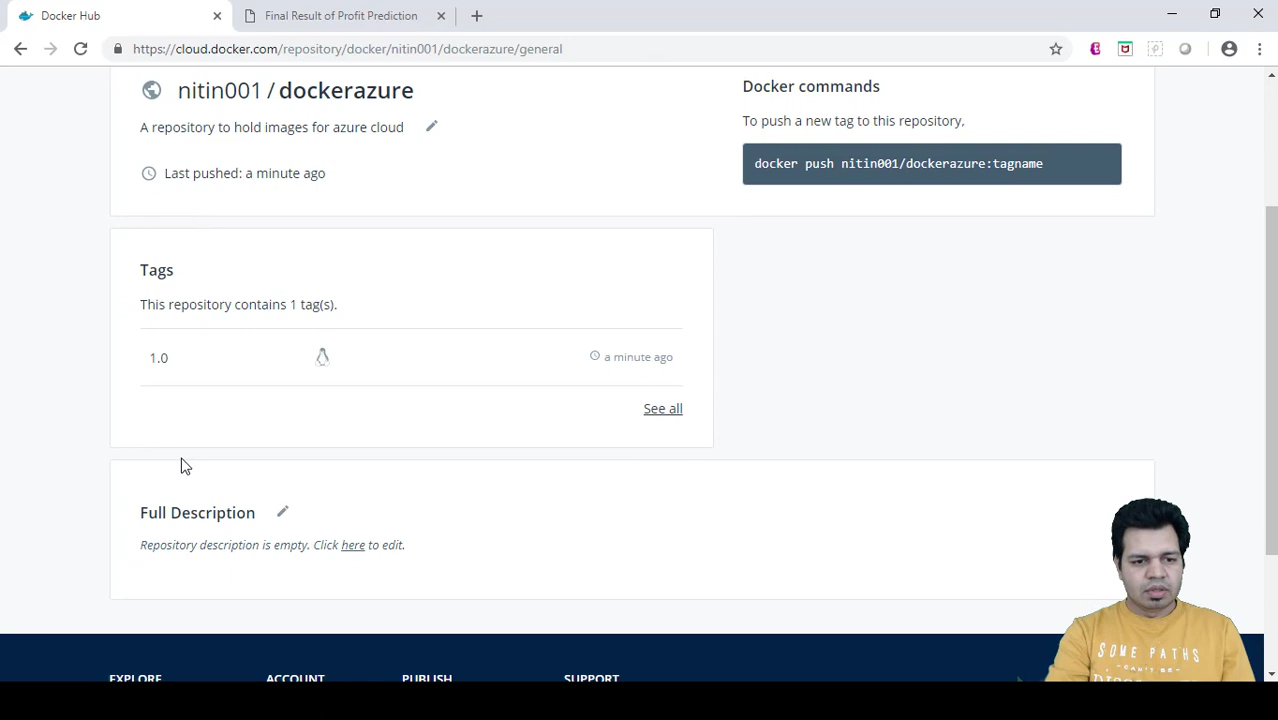 Docker Hub
Final Result of Profit Prediction
https://cloud.docker.com/repository/docker/nitin001/dockerazure/general
nitin001 / dockerazure
A repository to hold images for azure cloud
Last pushed: a minute ago
Docker commands
To push a new tag to this repository,
docker push nitin001/dockerazure:tagname
Tags
This repository contains 1 tag(s).
1.0
a minute ago
See all
Full Description
Repository description is empty. Click here to edit.
SOME PATHS
CAN'T BE
EXPLORE
ACCOUNT
PUBLISH
SUPPORT